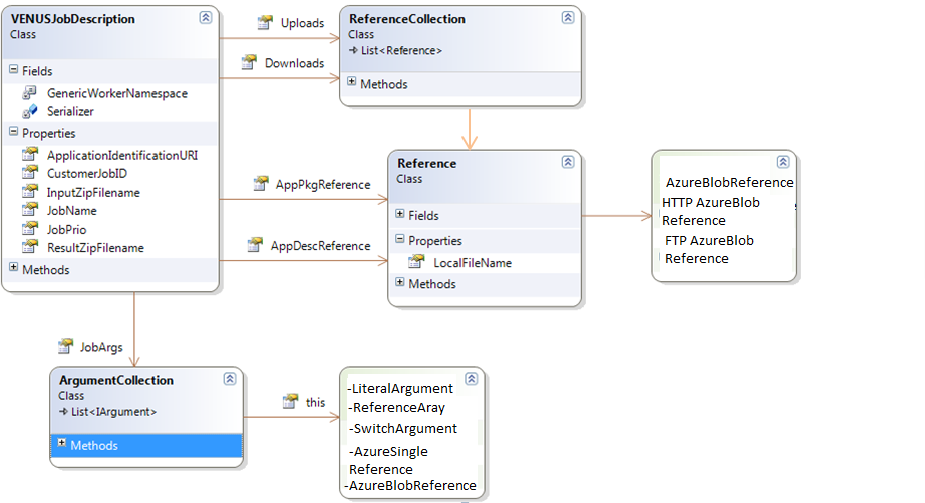 VENUSJobDescription
Class
Fields
GenericWorkerNamespace
Serializer
Properties
ApplicationIdentificationURI
CustomerJobID
InputZipFilename
JobName
JobPrio
ResultZipFilename
Methods
Uploads
Downloads
ReferenceCollection
Class
List<Reference>
Methods
AppPkgReference
AppDescReference
Reference
Class
Fields
Properties
LocalFileName
Methods
AzureBlobReference
HTTP AzureBlob
Reference
FTP AzureBlob
Reference
JobArgs
ArgumentCollection
Class
List<IArgument>
Methods
this
-LiteralArgument
-ReferenceAray
-SwitchArgument
-AzureSingle
Reference
-AzureBlobReference